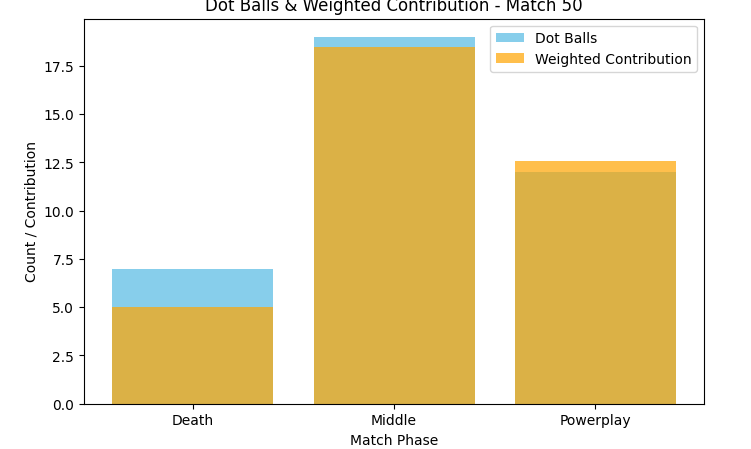 Dot Balls & Weighted Contribution - Match 50
Dot Balls
Weighted Contribution
Count / Contribution
17.5
15.0
12.5
10.0
7.5
5.0
2.5
0.0
Death
Middle
Powerplay
Match Phase